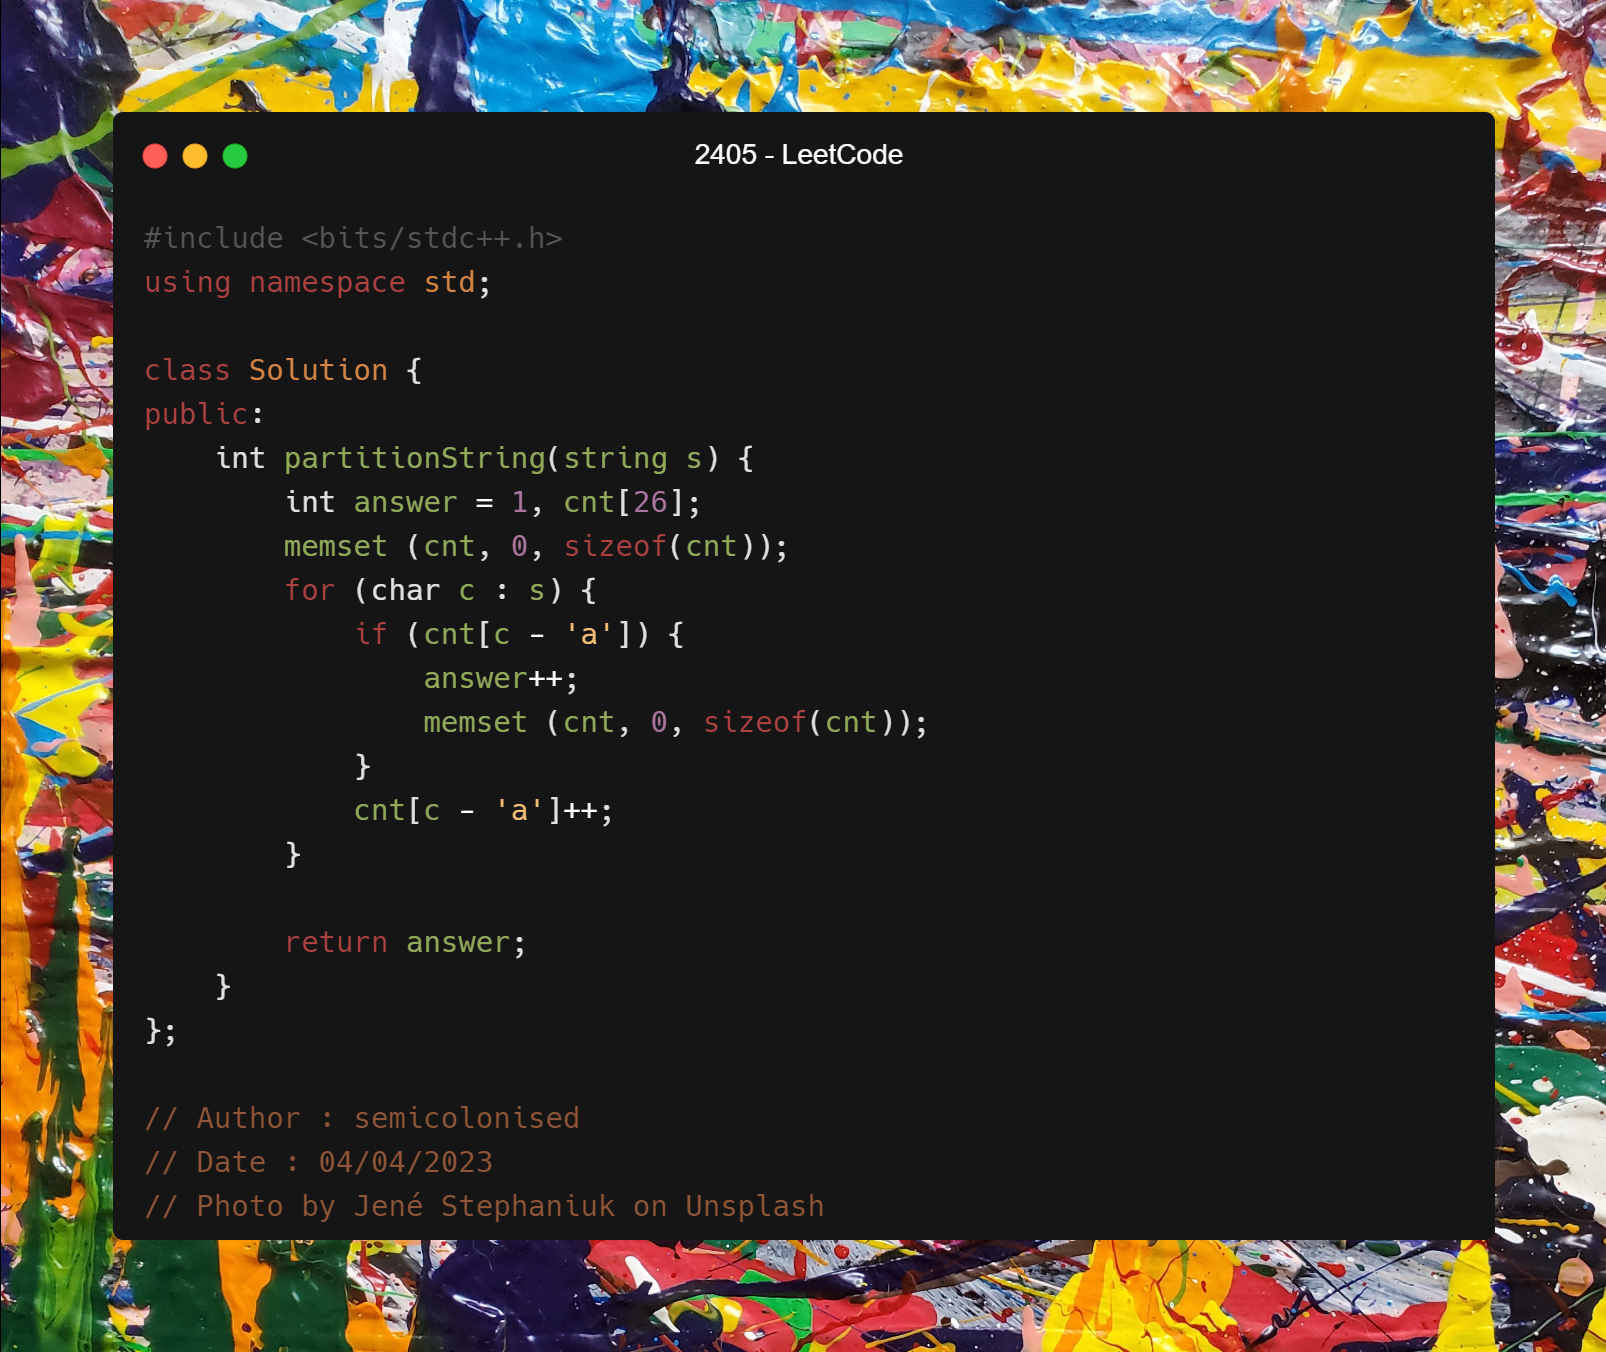 2405 - LeetCode
#include <bits/stdc++.h>
using namespace std;
class Solution {
public:
    int partitionString(string s) {
        int answer = 1, cnt[26];
        memset (cnt, 0, sizeof(cnt));
        for (char c : s) {
            if (cnt[c - 'a']) {
                answer++;
                memset (cnt, 0, sizeof(cnt));
            }
            cnt[c - 'a']++;
        }
        return answer;
    }
};
// Author : semicolonised
// Date : 04/04/2023
// Photo by Jené Stephaniuk on Unsplash